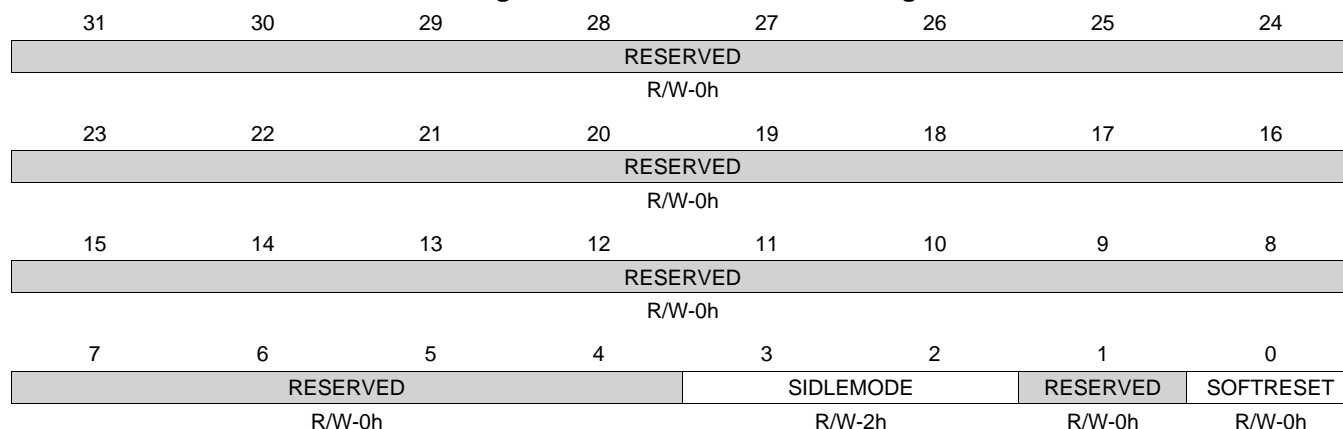 31 30 29 28 27 26 25 24
RESERVED
R/W-0h
23 22 21 20 19 18 17 16
RESERVED
R/W-0h
15 14 13 12 11 10 9 8
RESERVED
R/W-0h
7 6 5 4 3 2 1 0
RESERVED SIDLEMODE RESERVED SOFTRESET
R/W-0h R/W-2h R/W-0h R/W-0h